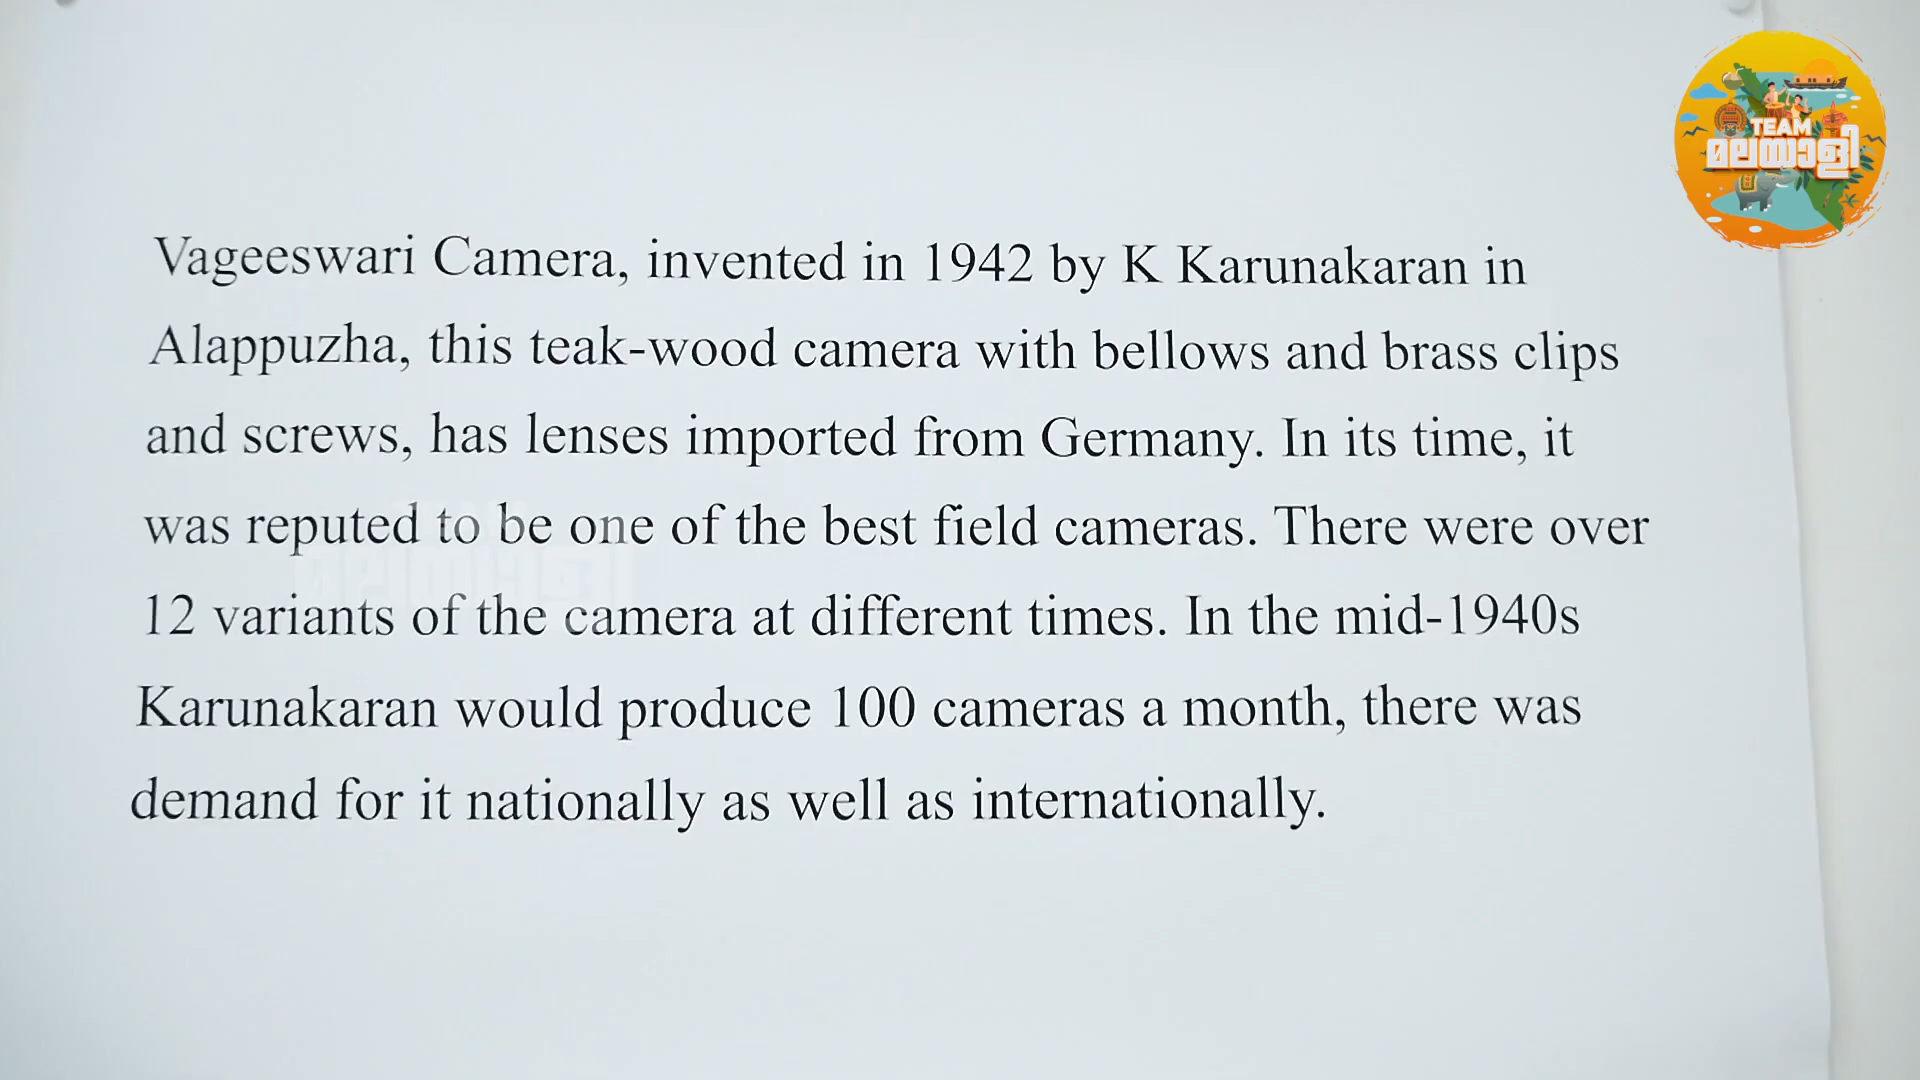 TEAM
മലയാളി
Vageeswari Camera, invented in 1942 by K Karunakaran in
Alappuzha, this teak-wood camera with bellows and brass clips
and screws, has lenses imported from Germany. In its time, it
was reputed to be one of the best field cameras. There were over
12 variants of the camera at different times. In the mid-1940s
Karunakaran would produce 100 cameras a month, there was
demand for it nationally as well as internationally.